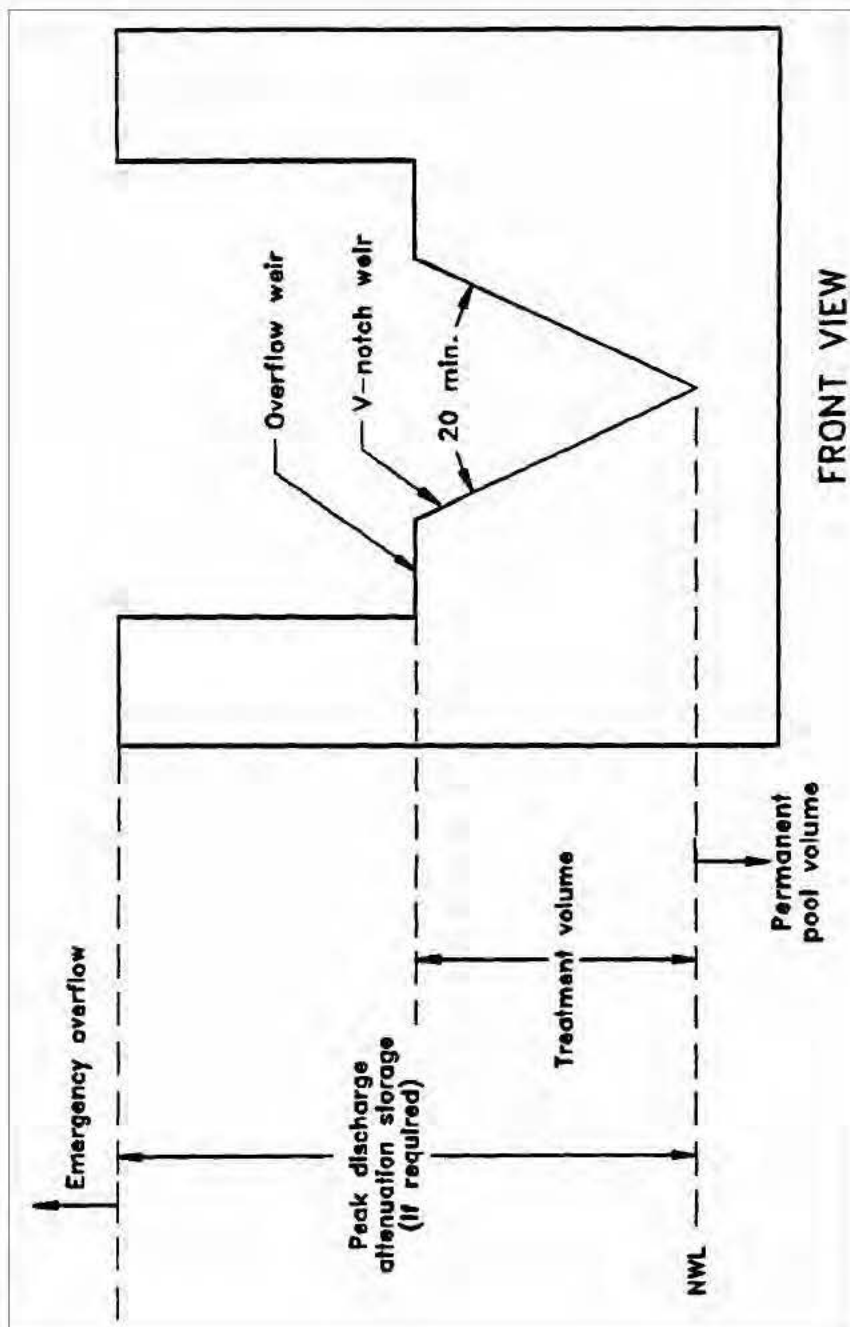 Emergency overflow
Peak discharge
attenuation storage
(if required)
NWL
Treatment volume
Permanent
pool volume
Overflow weir
V-notch weir
20 min.
FRONT VIEW